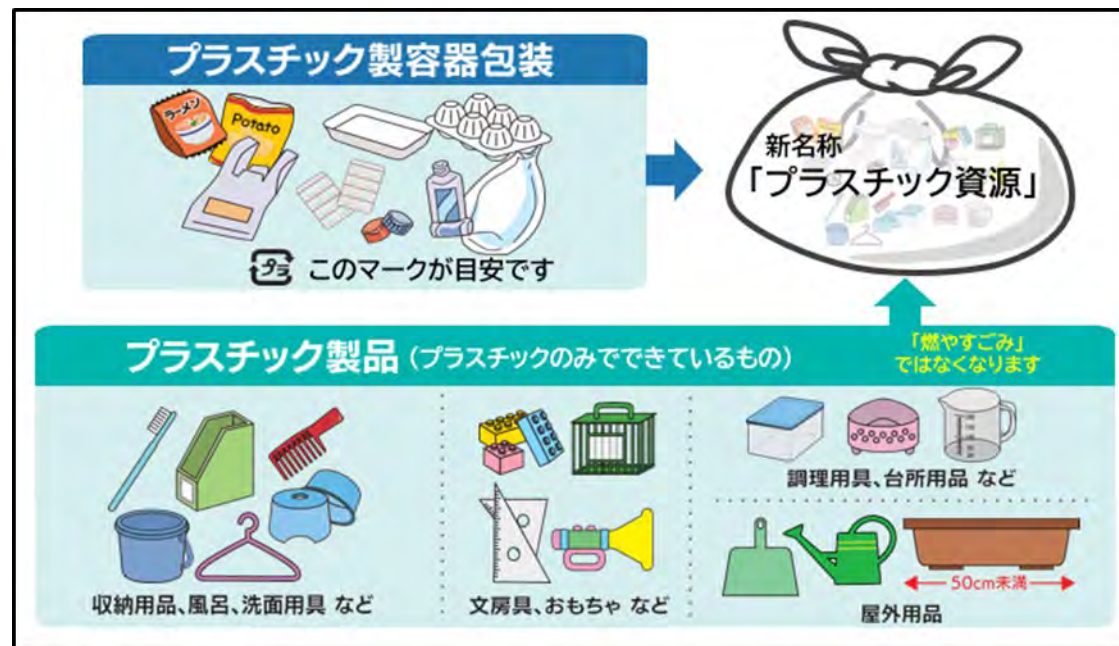 プラスチック製容器包装
ラーメン
Potato
プラ
このマークが目安です
新名称
「プラスチック資源」
プラスチック製品(プラスチックのみでできているもの)
「燃やすごみ」
ではなくなります
収納用品、風呂、洗面用具 など
文房具、おもちゃ など
調理用具、台所用品 など
50cm未満
屋外用品